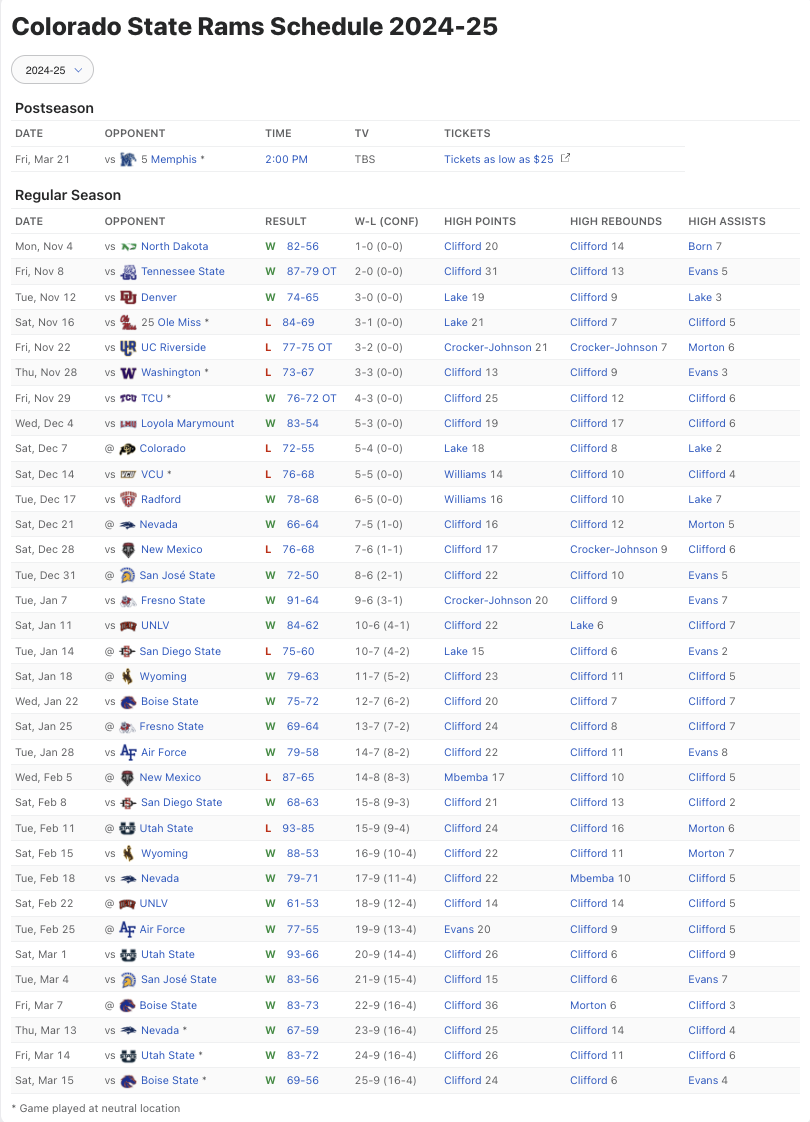 Colorado State Rams Schedule 2024-25
2024-25
Postseason
DATE OPPONENT TIME TV TICKETS
Fri, Mar 21 vs 5 Memphis * 2:00 PM TBS Tickets as low as $25
Regular Season
DATE OPPONENT RESULT W-L (CONF) HIGH POINTS HIGH REBOUNDS HIGH ASSISTS
Mon, Nov 4 vs North Dakota W 82-56 1-0 (0-0) Clifford 20 Clifford 14 Born 7
Fri, Nov 8 vs Tennessee State W 87-79 OT 2-0 (0-0) Clifford 31 Clifford 13 Evans 5
Tue, Nov 12 vs Denver W 74-65 3-0 (0-0) Lake 19 Clifford 9 Lake 3
Sat, Nov 16 vs 25 Ole Miss * L 84-69 3-1 (0-0) Lake 21 Clifford 7 Clifford 5
Fri, Nov 22 vs UC Riverside L 77-75 OT 3-2 (0-0) Crocker-Johnson 21 Crocker-Johnson 7 Morton 6
Thu, Nov 28 vs Washington * L 73-67 3-3 (0-0) Clifford 13 Clifford 9 Evans 3
Fri, Nov 29 vs TCU * W 76-72 OT 4-3 (0-0) Clifford 25 Clifford 12 Clifford 6
Wed, Dec 4 vs Loyola Marymount W 83-54 5-3 (0-0) Clifford 19 Clifford 17 Clifford 6
Sat, Dec 7 @ Colorado L 72-55 5-4 (0-0) Lake 18 Clifford 8 Lake 2
Sat, Dec 14 vs VCU * L 76-68 5-5 (0-0) Williams 14 Clifford 10 Clifford 4
Tue, Dec 17 vs Radford W 78-68 6-5 (0-0) Williams 16 Clifford 10 Lake 7
Sat, Dec 21 @ Nevada W 66-64 7-5 (1-0) Clifford 16 Clifford 12 Morton 5
Sat, Dec 28 vs New Mexico L 76-68 7-6 (1-1) Clifford 17 Crocker-Johnson 9 Clifford 6
Tue, Dec 31 @ San José State W 72-50 8-6 (2-1) Clifford 22 Clifford 10 Evans 5
Tue, Jan 7 vs Fresno State W 91-64 9-6 (3-1) Crocker-Johnson 20 Clifford 9 Evans 7
Sat, Jan 11 vs UNLV W 84-62 10-6 (4-1) Clifford 22 Lake 6 Clifford 7
Tue, Jan 14 @ San Diego State L 75-60 10-7 (4-2) Lake 15 Clifford 6 Evans 2
Sat, Jan 18 @ Wyoming W 79-63 11-7 (5-2) Clifford 23 Clifford 11 Clifford 5
Wed, Jan 22 vs Boise State W 75-72 12-7 (6-2) Clifford 20 Clifford 7 Clifford 7
Sat, Jan 25 @ Fresno State W 69-64 13-7 (7-2) Clifford 24 Clifford 8 Clifford 7
Tue, Jan 28 vs Air Force W 79-58 14-7 (8-2) Clifford 22 Clifford 11 Evans 8
Wed, Feb 5 @ New Mexico L 87-65 14-8 (8-3) Mbemba 17 Clifford 10 Clifford 5
Sat, Feb 8 vs San Diego State W 68-63 15-8 (9-3) Clifford 21 Clifford 13 Clifford 2
Tue, Feb 11 @ Utah State L 93-85 15-9 (9-4) Clifford 24 Clifford 16 Morton 6
Sat, Feb 15 vs Wyoming W 88-53 16-9 (10-4) Clifford 22 Clifford 11 Morton 7
Tue, Feb 18 vs Nevada W 79-71 17-9 (11-4) Clifford 22 Mbemba 10 Clifford 5
Sat, Feb 22 @ UNLV W 61-53 18-9 (12-4) Clifford 14 Clifford 14 Clifford 5
Tue, Feb 25 @ Air Force W 77-55 19-9 (13-4) Evans 20 Clifford 9 Clifford 5
Sat, Mar 1 vs Utah State W 93-66 20-9 (14-4) Clifford 26 Clifford 6 Clifford 9
Tue, Mar 4 vs San José State W 83-56 21-9 (15-4) Clifford 15 Clifford 6 Evans 7
Fri, Mar 7 @ Boise State W 83-73 22-9 (16-4) Clifford 36 Morton 6 Clifford 3
Thu, Mar 13 vs Nevada * W 67-59 23-9 (16-4) Clifford 25 Clifford 14 Clifford 4
Fri, Mar 14 vs Utah State * W 83-72 24-9 (16-4) Clifford 26 Clifford 11 Clifford 6
Sat, Mar 15 vs Boise State * W 69-56 25-9 (16-4) Clifford 24 Clifford 6 Evans 4
* Game played at neutral location